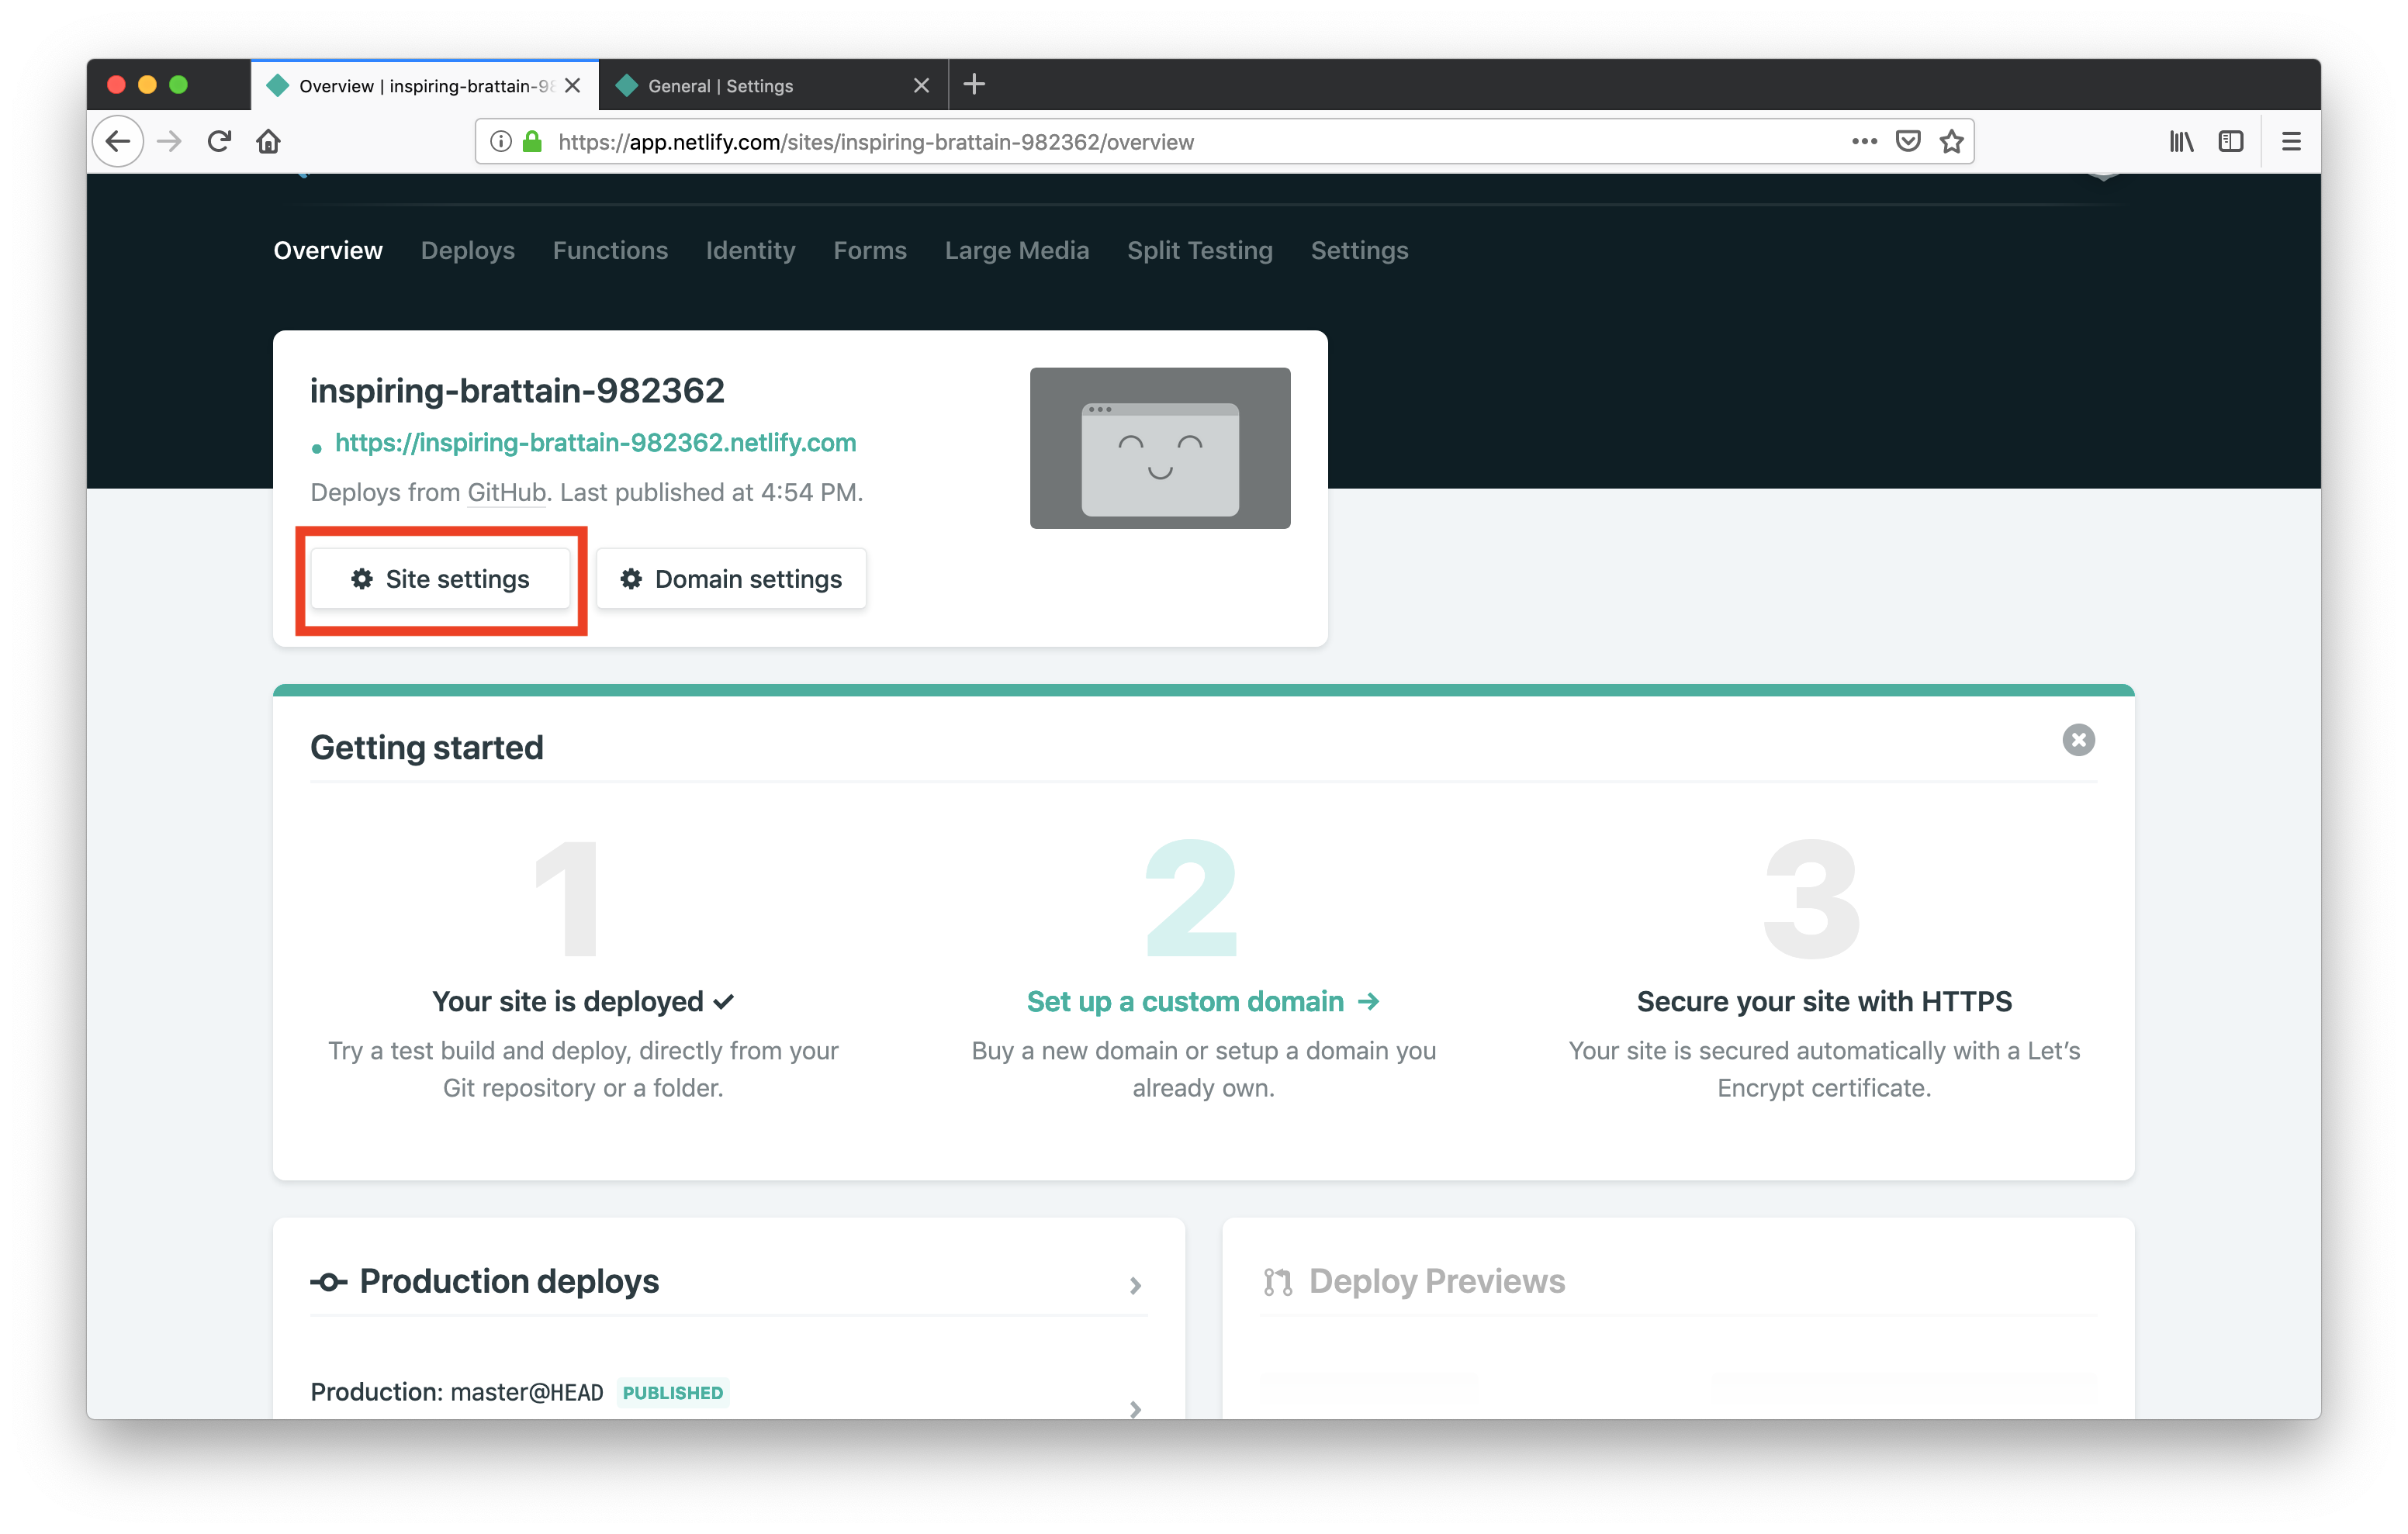 Overview | inspiring-brattain-98
General | Settings
https://app.netlify.com/sites/inspiring-brattain-982362/overview
Overview Deploys Functions Identity Forms Large Media Split Testing Settings
inspiring-brattain-982362
https://inspiring-brattain-982362.netlify.com
Deploys from GitHub. Last published at 4:54 PM.
Site settings Domain settings
Getting started
1 2 3
Your site is deployed Set up a custom domain Secure your site with HTTPS
Try a test build and deploy, directly from your
Git repository or a folder.
Buy a new domain or setup a domain you
already own.
Your site is secured automatically with a Let's
Encrypt certificate.
Production deploys
Deploy Previews
Production: master@HEAD PUBLISHED